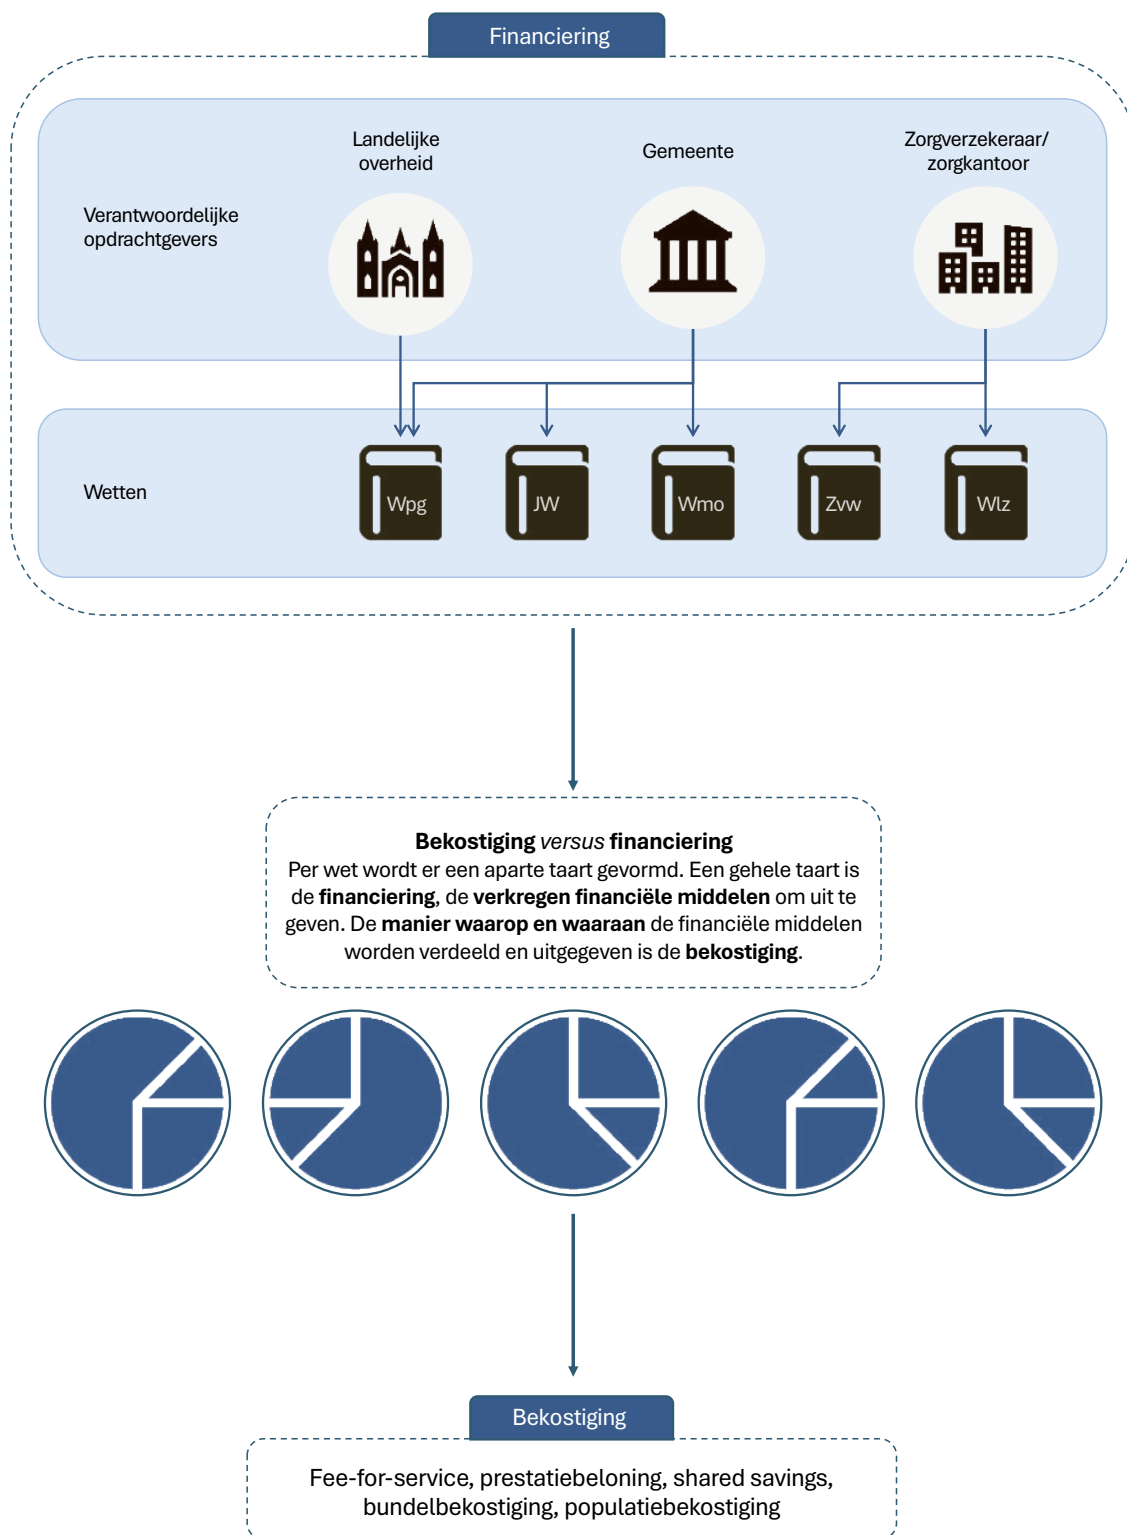 Financiering
Landelijke
overheid
Gemeente
Zorgverzekeraar/
zorgkantoor
Verantwoordelijke
opdrachtgevers
Wetten
Wpg
JW
Wmo
Zvw
Wlz
Bekostiging versus financiering
Per wet wordt er een aparte taart gevormd. Een gehele taart is
de financiering, de verkregen financiële middelen om uit te
geven. De manier waarop en waaraan de financiële middelen
worden verdeeld en uitgegeven is de bekostiging.
Bekostiging
Fee-for-service, prestatiebeloning, shared savings,
bundelbekostiging, populatiebekostiging